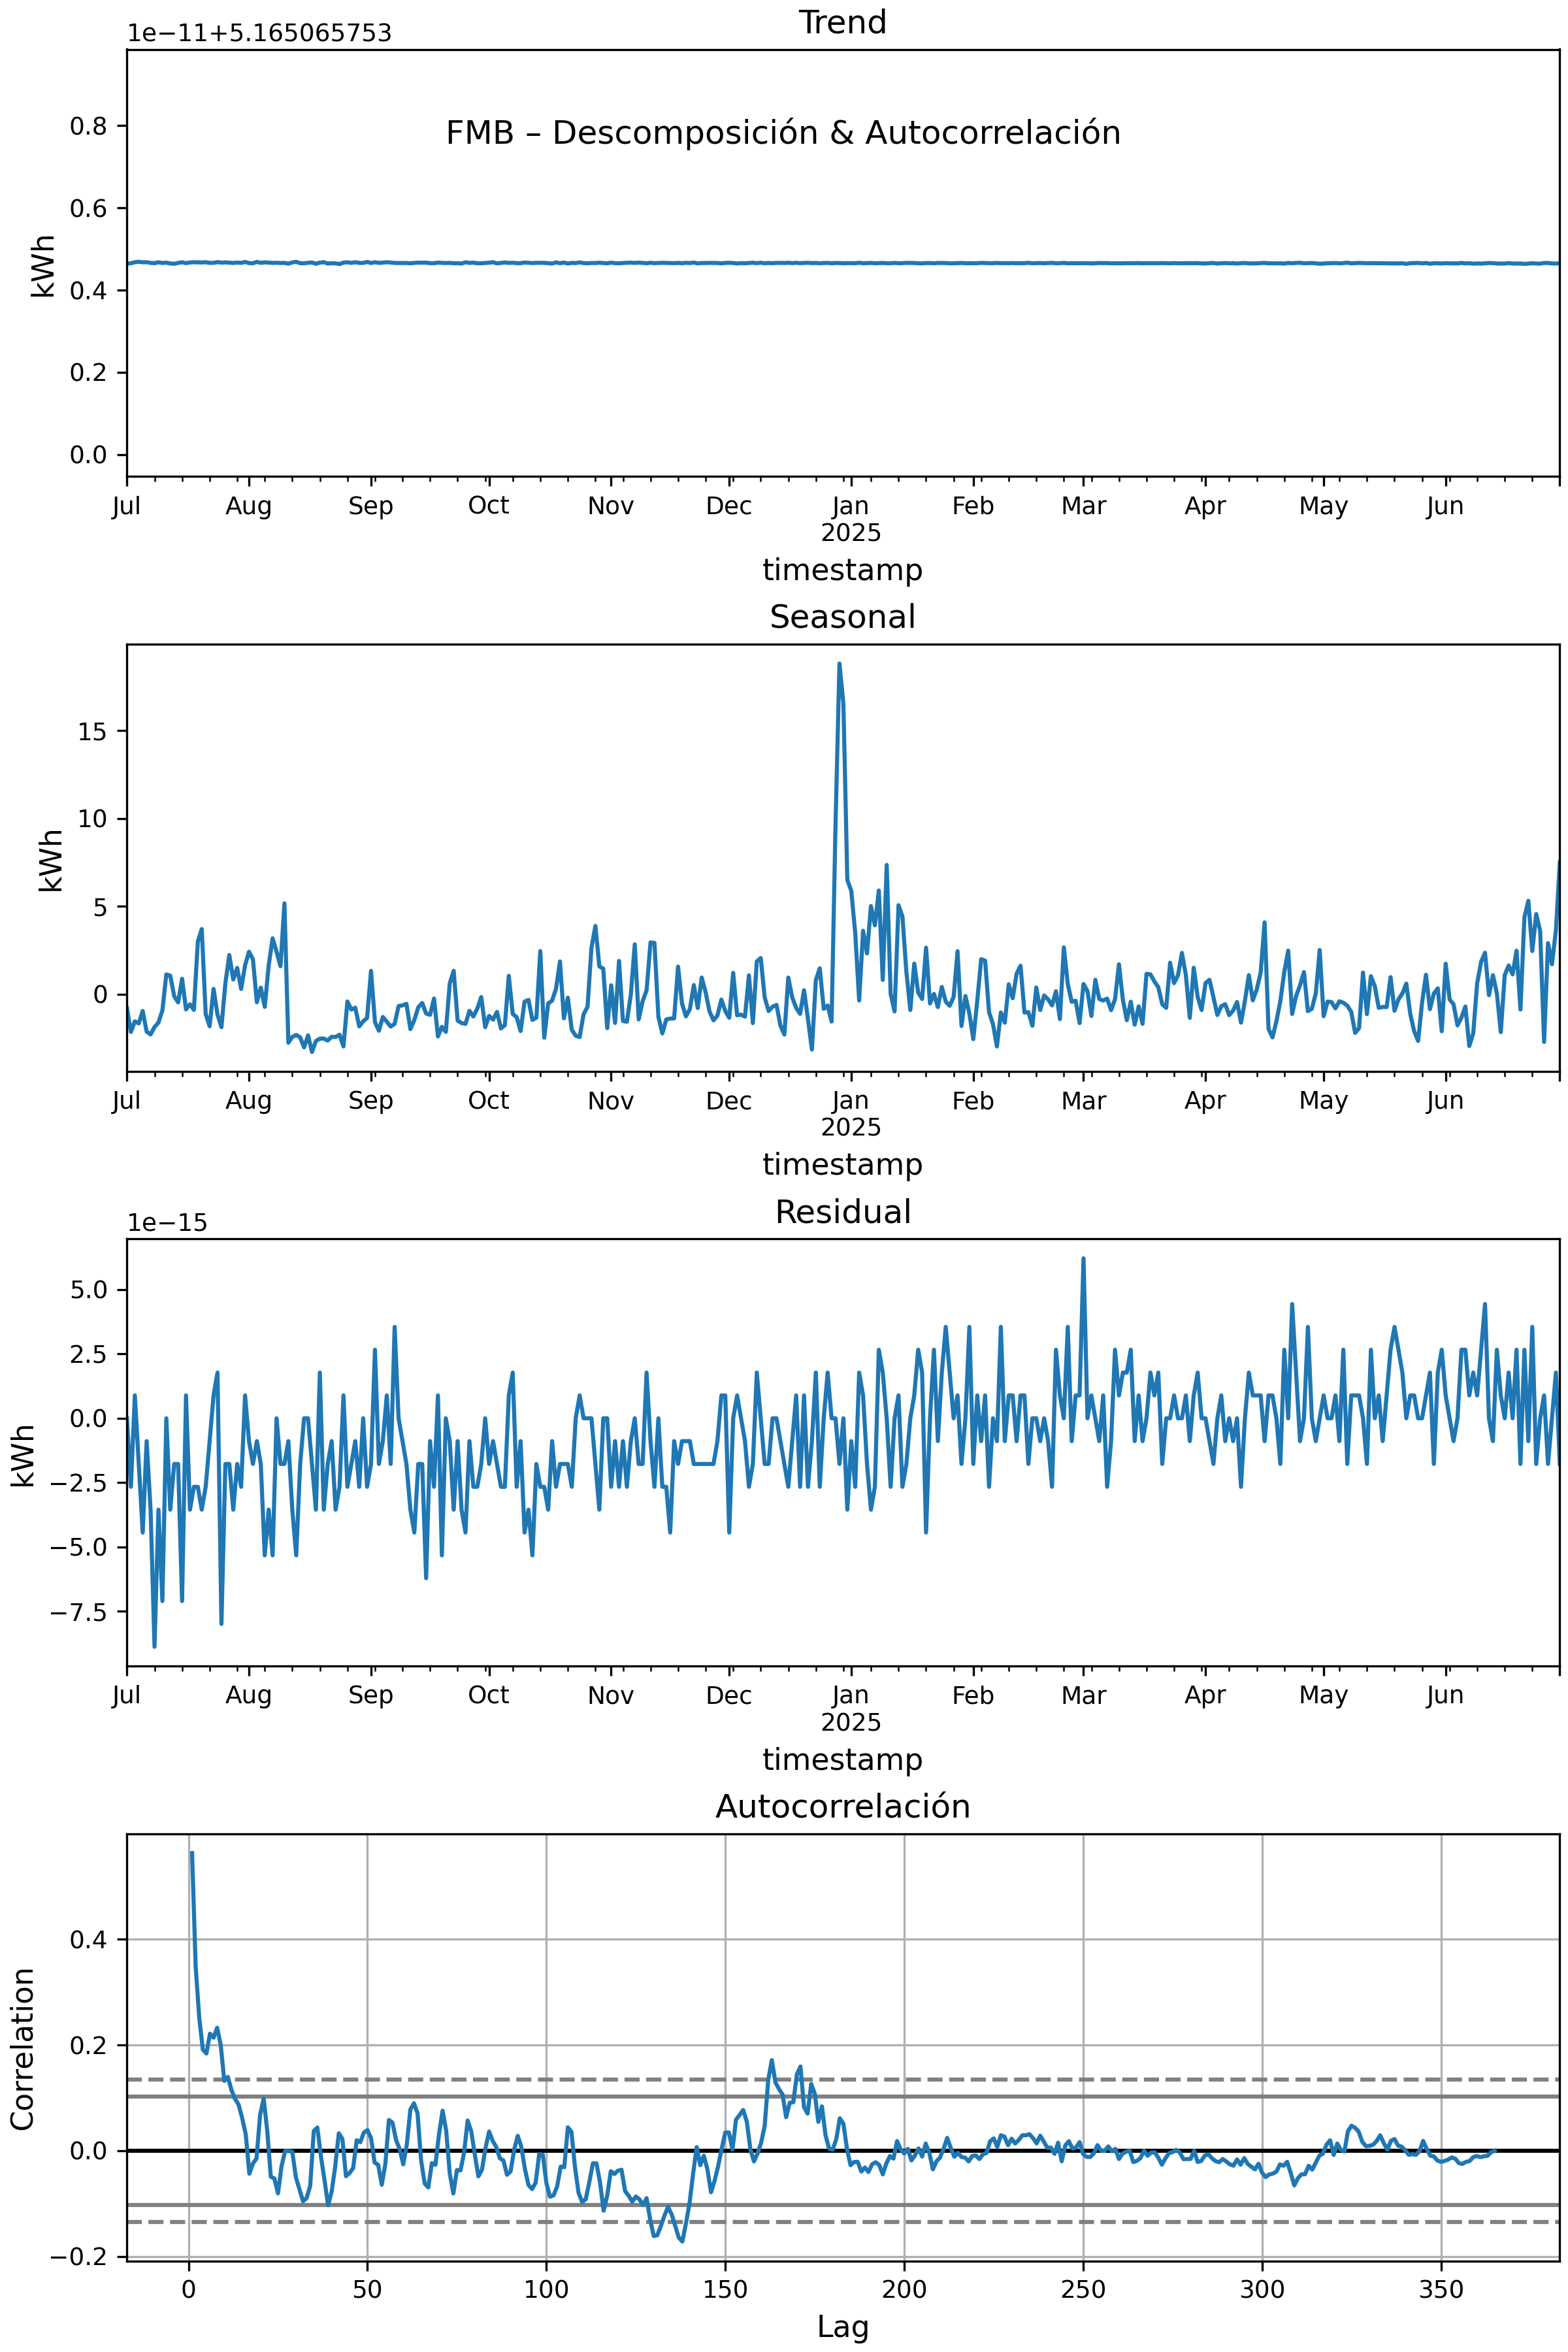 Trend
1e−11+5.165065753
FMB – Descomposición & Autocorrelación
kWh
0.8
0.6
0.4
0.2
0.0
Jul Aug Sep Oct Nov Dec Jan Feb Mar Apr May Jun
2025
timestamp
Seasonal
kWh
15
10
5
0
Jul Aug Sep Oct Nov Dec Jan Feb Mar Apr May Jun
2025
timestamp
Residual
1e−15
kWh
5.0
2.5
0.0
−2.5
−5.0
−7.5
Jul Aug Sep Oct Nov Dec Jan Feb Mar Apr May Jun
2025
timestamp
Autocorrelación
Correlation
0.4
0.2
0.0
−0.2
0 50 100 150 200 250 300 350
Lag